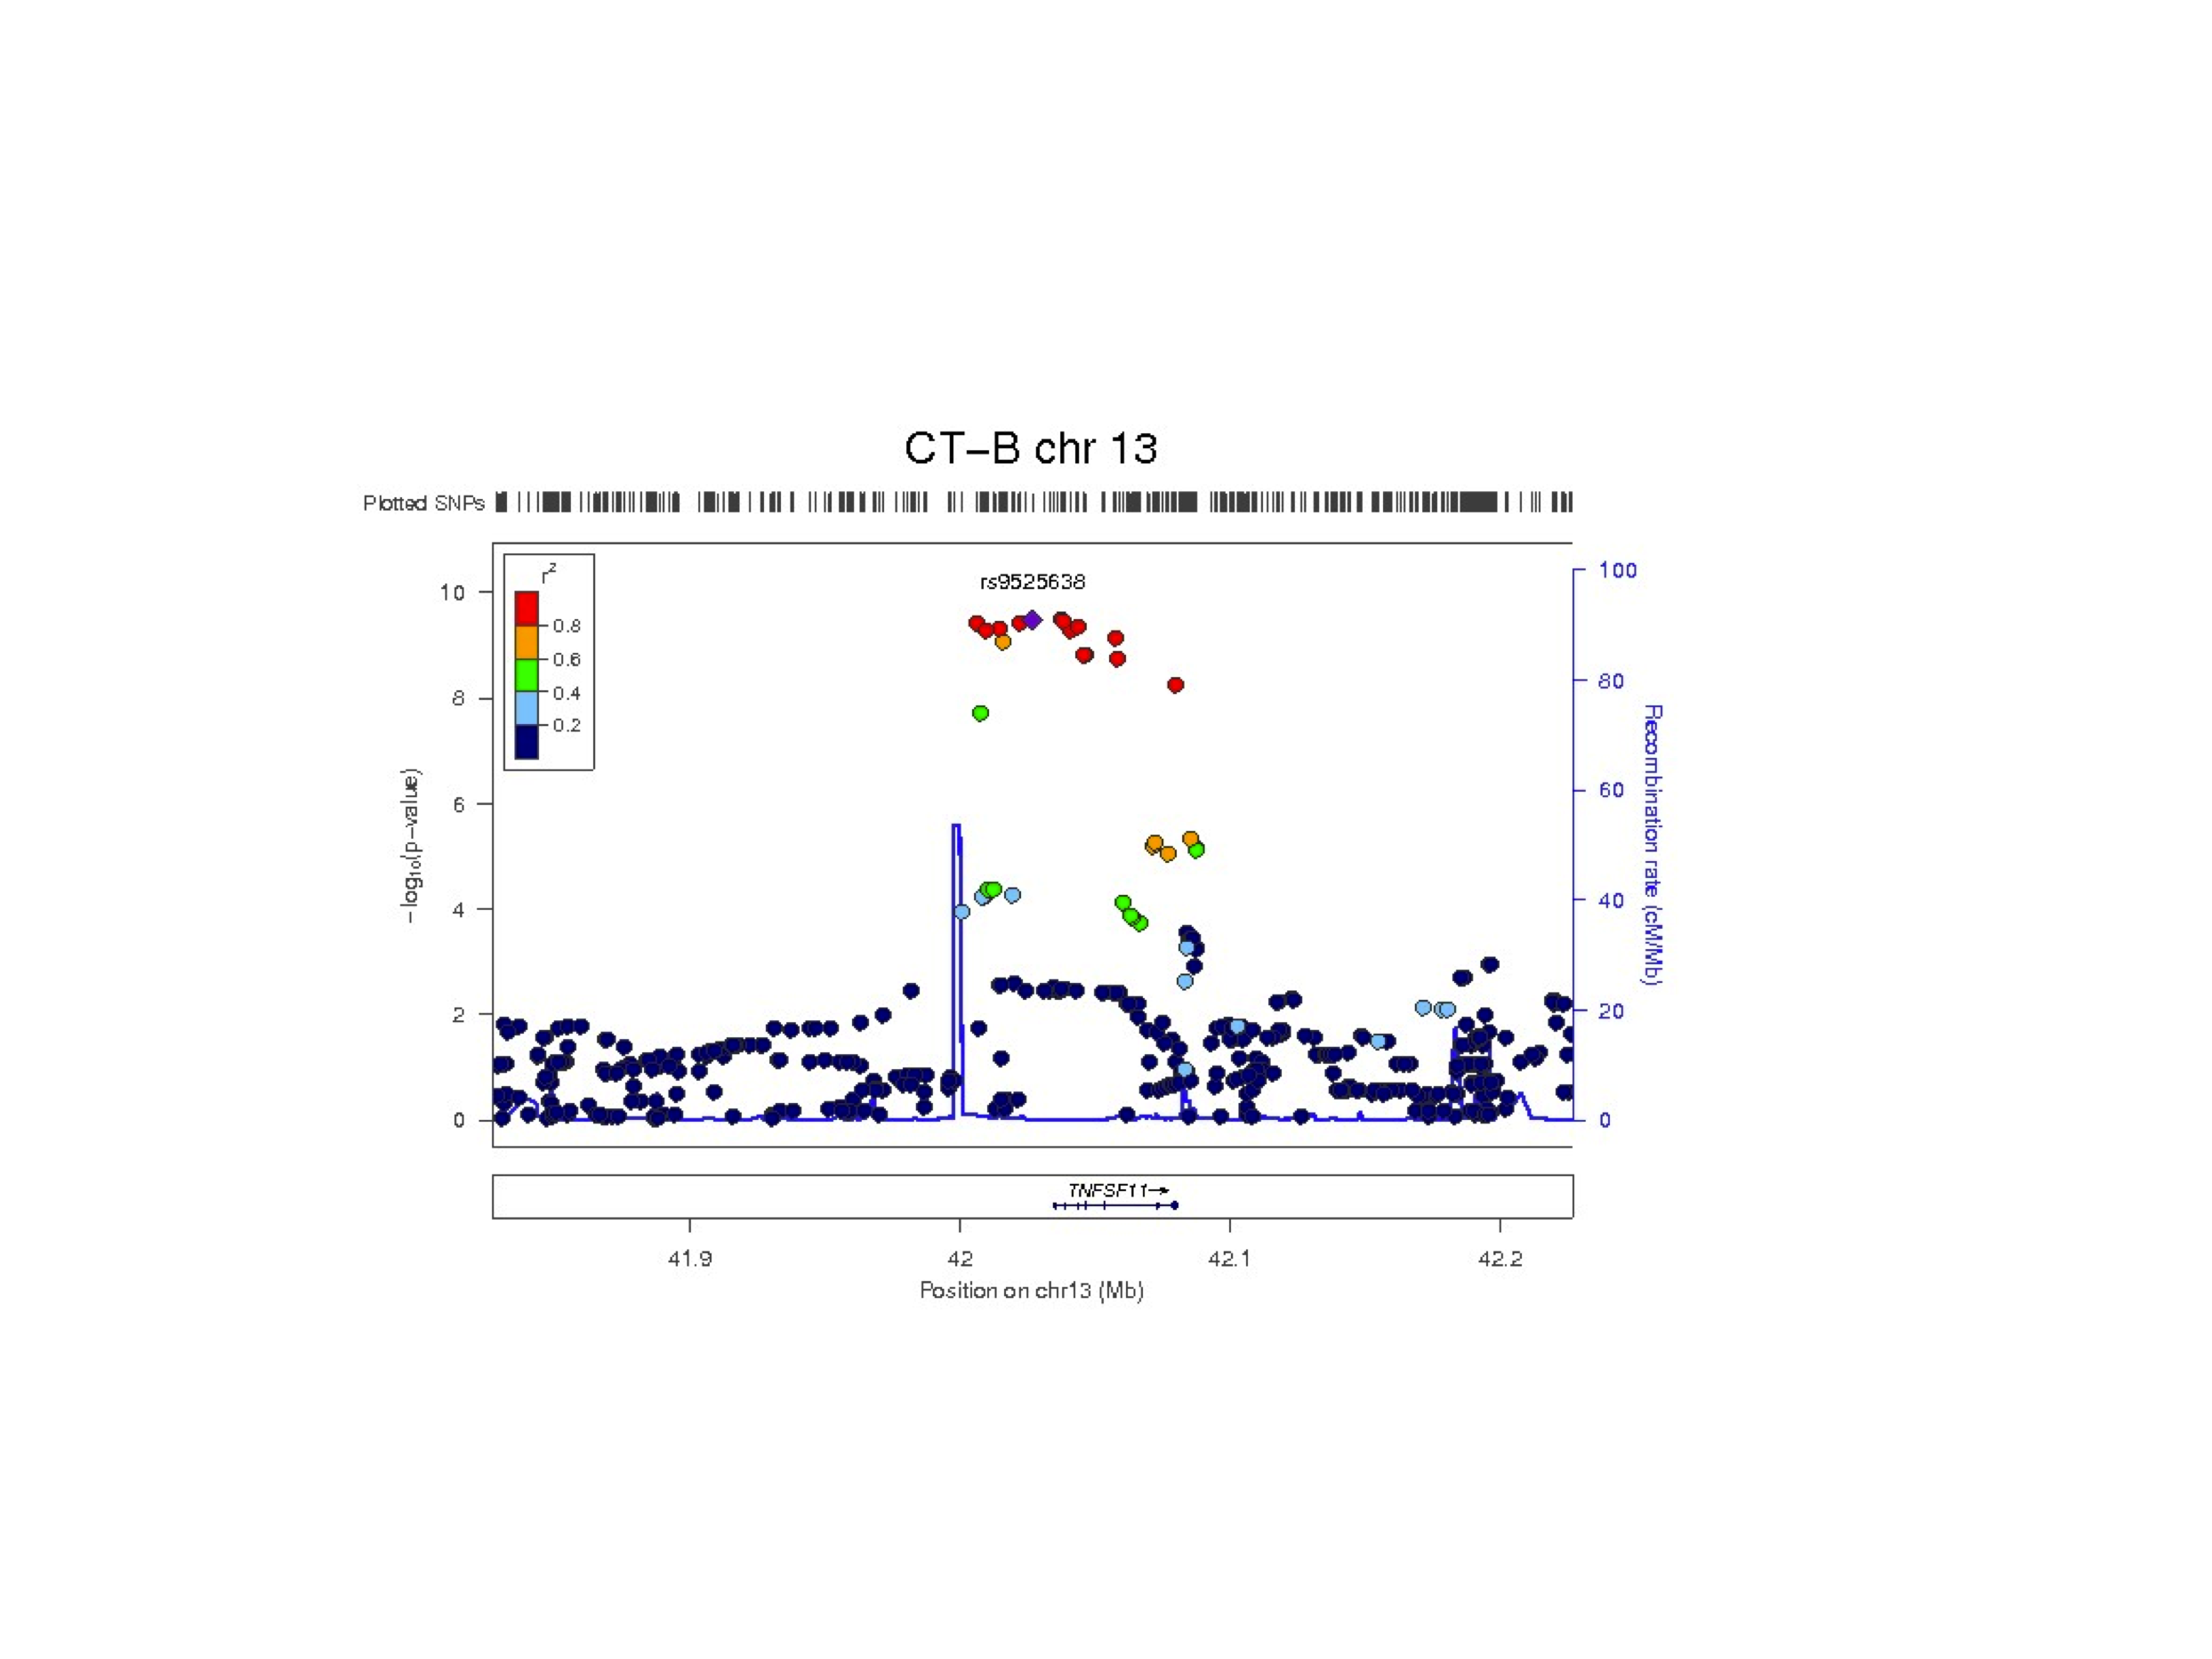 CT−B chr 13
Plotted SNPs
r2
0.8
0.6
0.4
0.2
rs9525638
10
8
6
4
2
0
−log10(p−value)
100
80
60
40
20
0
Recombination rate (cM/Mb)
TNFSF11→
41.9 42 42.1 42.2
Position on chr13 (Mb)